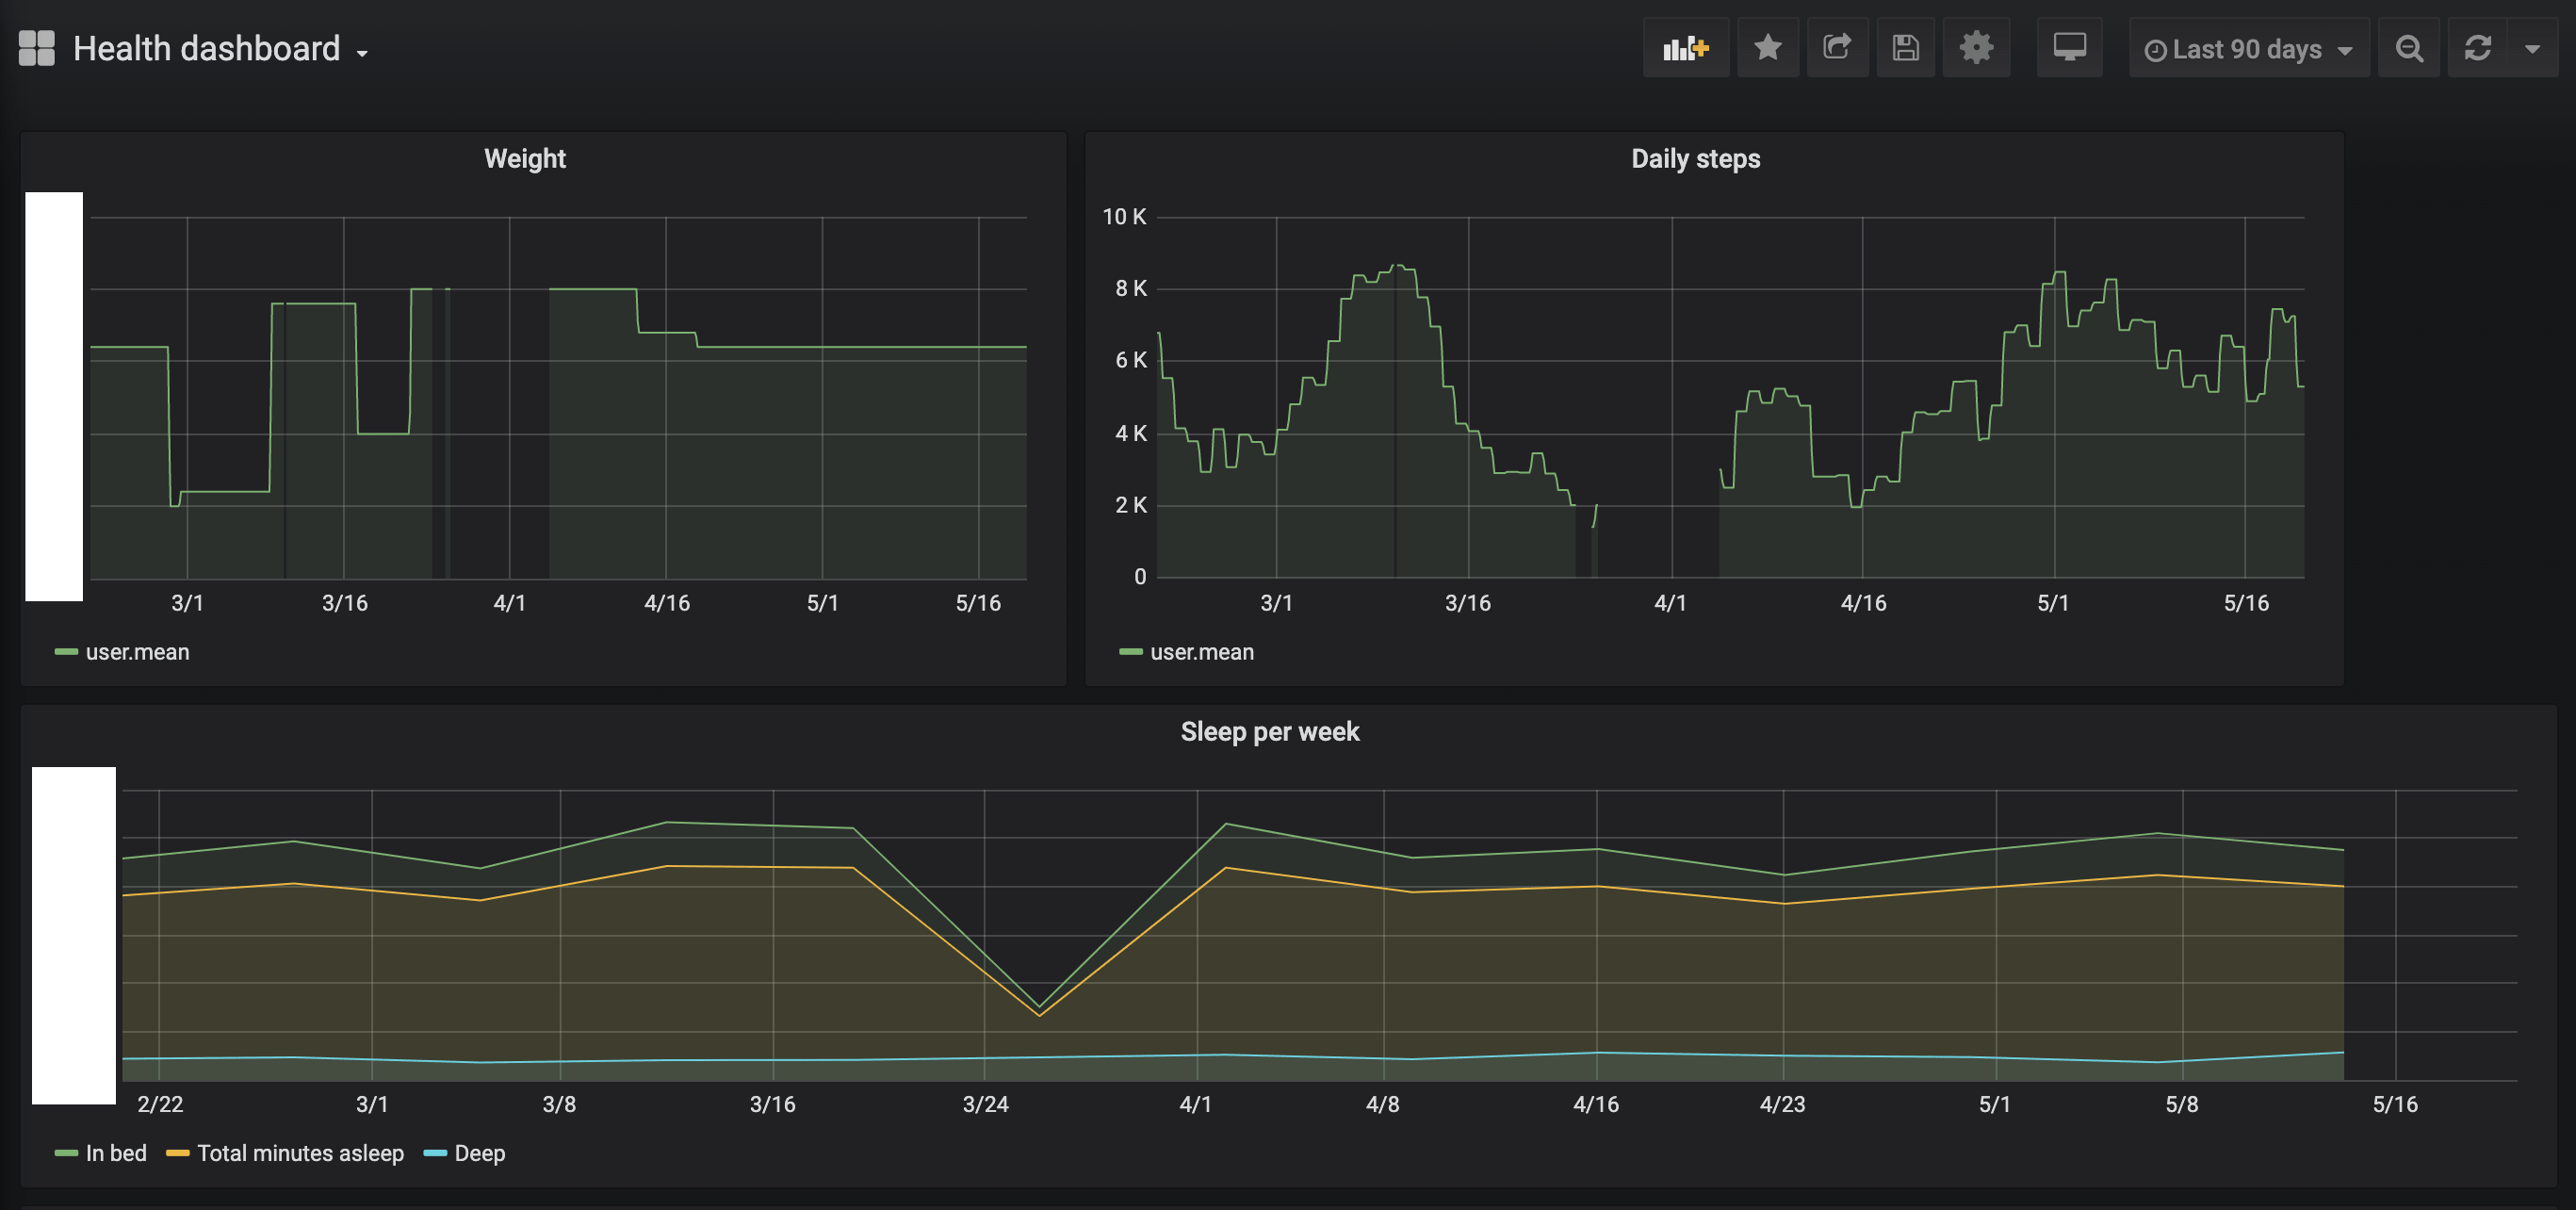 Health dashboard
Last 90 days
Weight
3/1 3/16 4/1 4/16 5/1 5/16
user.mean
Daily steps
10 K
8 K
6 K
4 K
2 K
0
3/1 3/16 4/1 4/16 5/1 5/16
user.mean
Sleep per week
2/22 3/1 3/8 3/16 3/24 4/1 4/8 4/16 4/23 5/1 5/8 5/16
In bed Total minutes asleep Deep